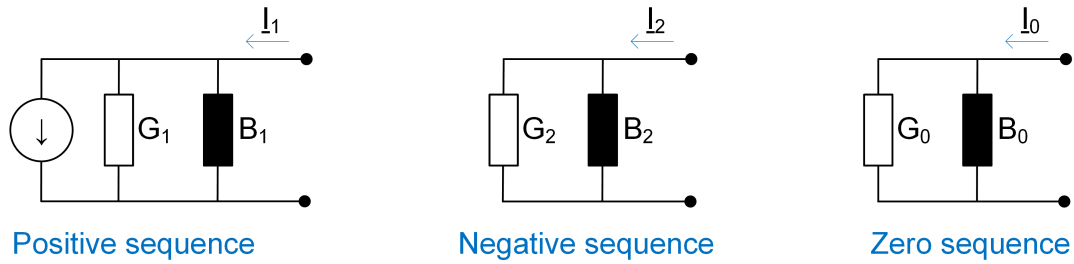 I₁ I₂ I₀
G₁ B₁ G₂ B₂ G₀ B₀
Positive sequence Negative sequence Zero sequence